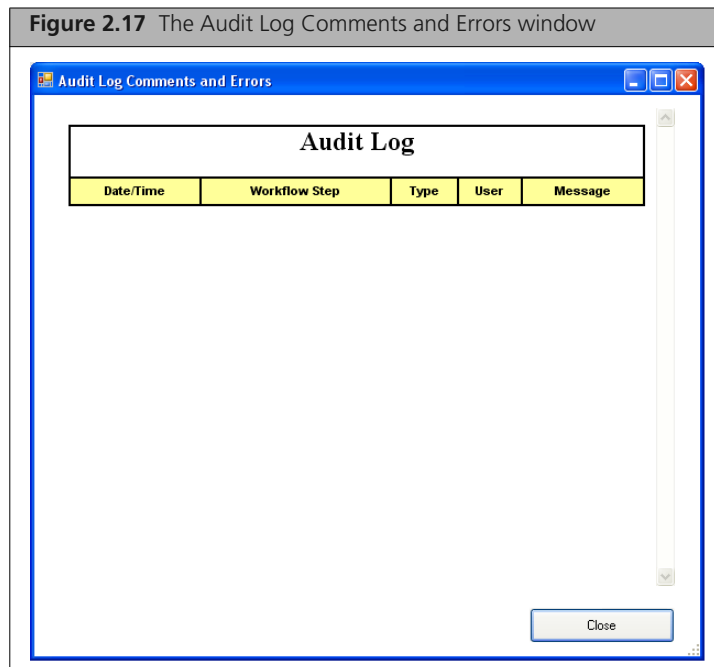 Figure 2.17 The Audit Log Comments and Errors window
Audit Log Comments and Errors
Audit Log
Date/Time Workflow Step Type User Message
Close